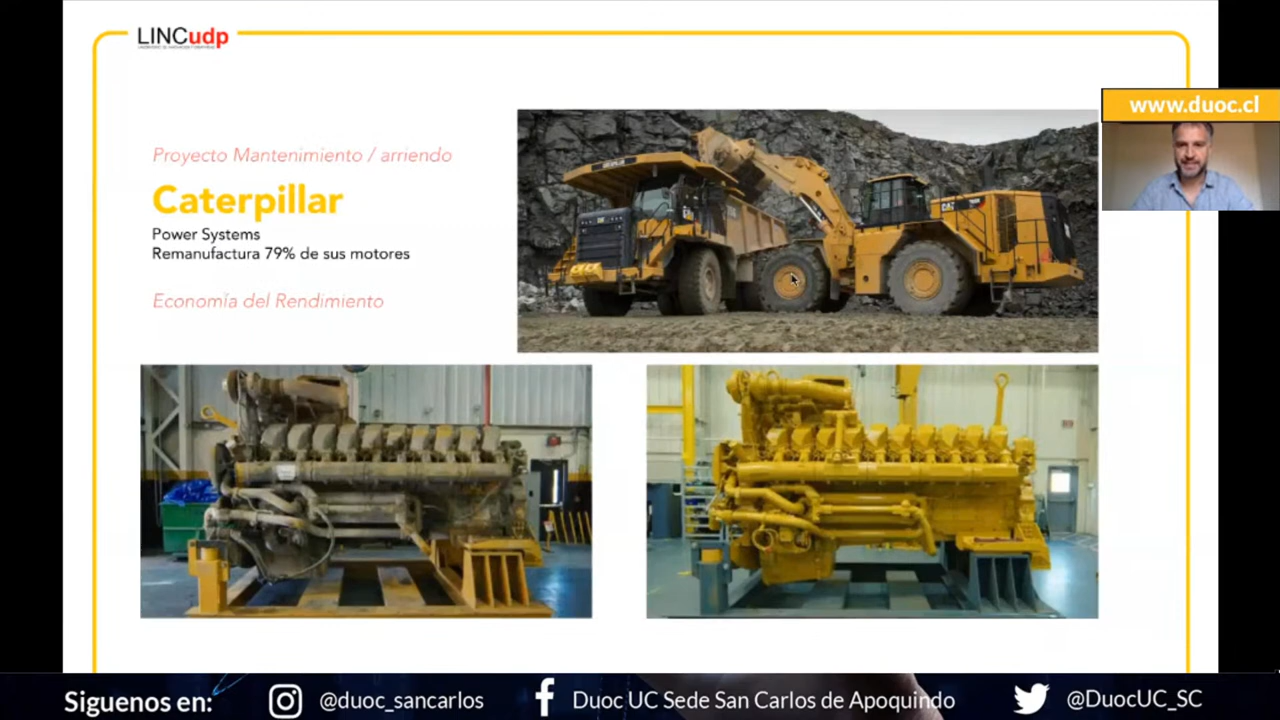 LINCudp
www.duoc.cl
Proyecto Mantenimiento / arriendo
Caterpillar
Power Systems
Remanufactura 79% de sus motores
Economía del Rendimiento
Siguenos en:
@duoc_sancarlos
Duoc UC Sede San Carlos de Apoquindo
@DuocUC_SC